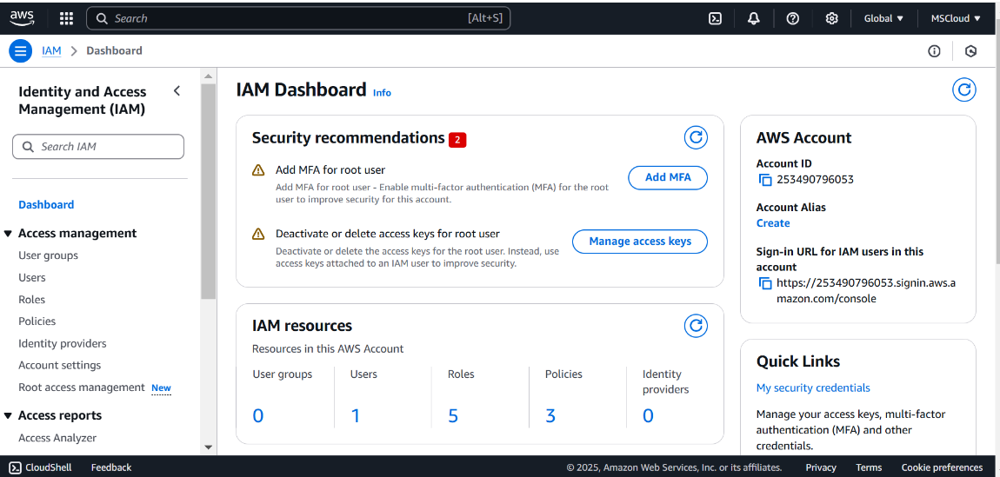 aws
Search
[Alt+S]
Global
MSCloud
IAM
Dashboard
Identity and Access
Management (IAM)
Search IAM
Dashboard
Access management
User groups
Users
Roles
Policies
Identity providers
Account settings
Root access management New
Access reports
Access Analyzer
IAM Dashboard Info
Security recommendations 2
Add MFA for root user
Add MFA for root user - Enable multi-factor authentication (MFA) for the root
user to improve security for this account.
Add MFA
Deactivate or delete access keys for root user
Deactivate or delete the access keys for the root user. Instead, use
access keys attached to an IAM user to improve security.
Manage access keys
IAM resources
Resources in this AWS Account
User groups
0
Users
1
Roles
5
Policies
3
Identity
providers
0
AWS Account
Account ID
253490796053
Account Alias
Create
Sign-in URL for IAM users in this
account
https://253490796053.signin.aws.a
mazon.com/console
Quick Links
My security credentials
Manage your access keys, multi-factor
authentication (MFA) and other
credentials.
CloudShell
Feedback
© 2025, Amazon Web Services, Inc. or its affiliates.
Privacy
Terms
Cookie preferences